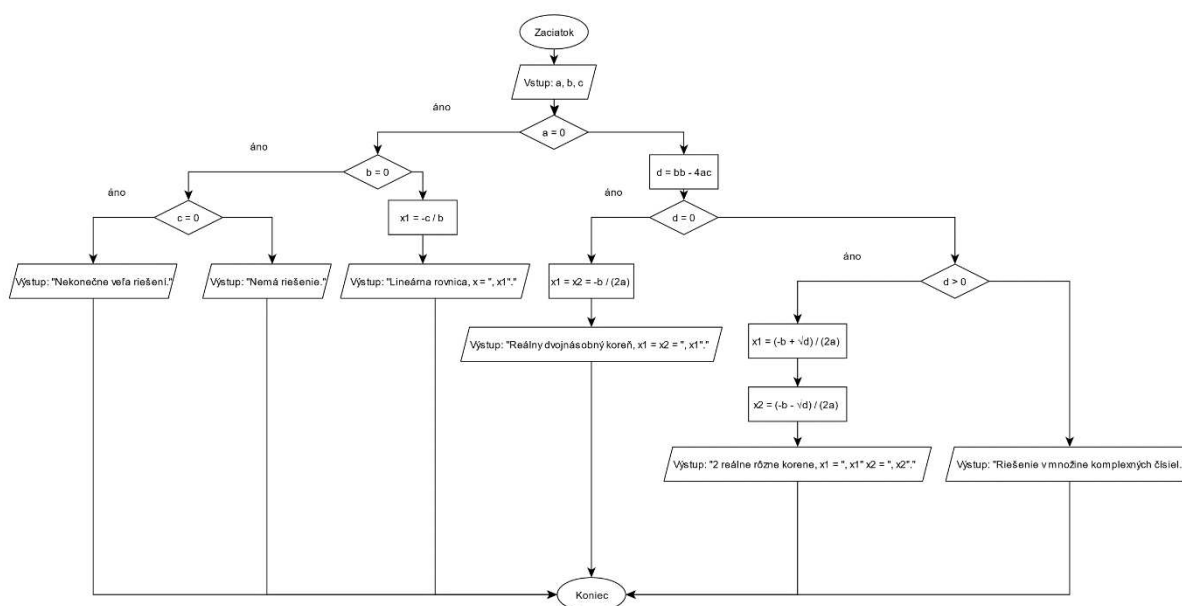 Zaciatok
Vstup: a, b, c
áno
a = 0
áno
b = 0
d = bb - 4ac
áno
áno
c = 0
x1 = -c / b
d = 0
áno
Výstup: "Nekonečne veľa riešení."
Výstup: "Nemá riešenie."
Výstup: "Lineárna rovnica, x = ", x1"."
x1 = x2 = -b / (2a)
d > 0
Výstup: "Reálny dvojnásobný koreň, x1 = x2 = ", x1"."
x1 = (-b + √d) / (2a)
x2 = (-b - √d) / (2a)
Výstup: "2 reálne rôzne korene, x1 = ", x1" x2 = ", x2"."
Výstup: "Riešenie v množine komplexných čísiel.
Koniec